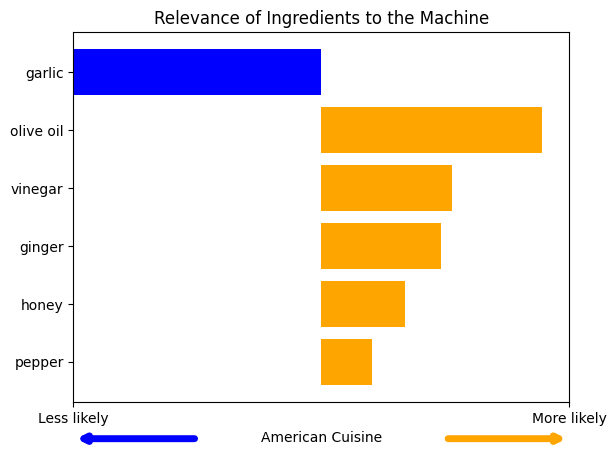 Relevance of Ingredients to the Machine
garlic
olive oil
vinegar
ginger
honey
pepper
Less likely
More likely
American Cuisine